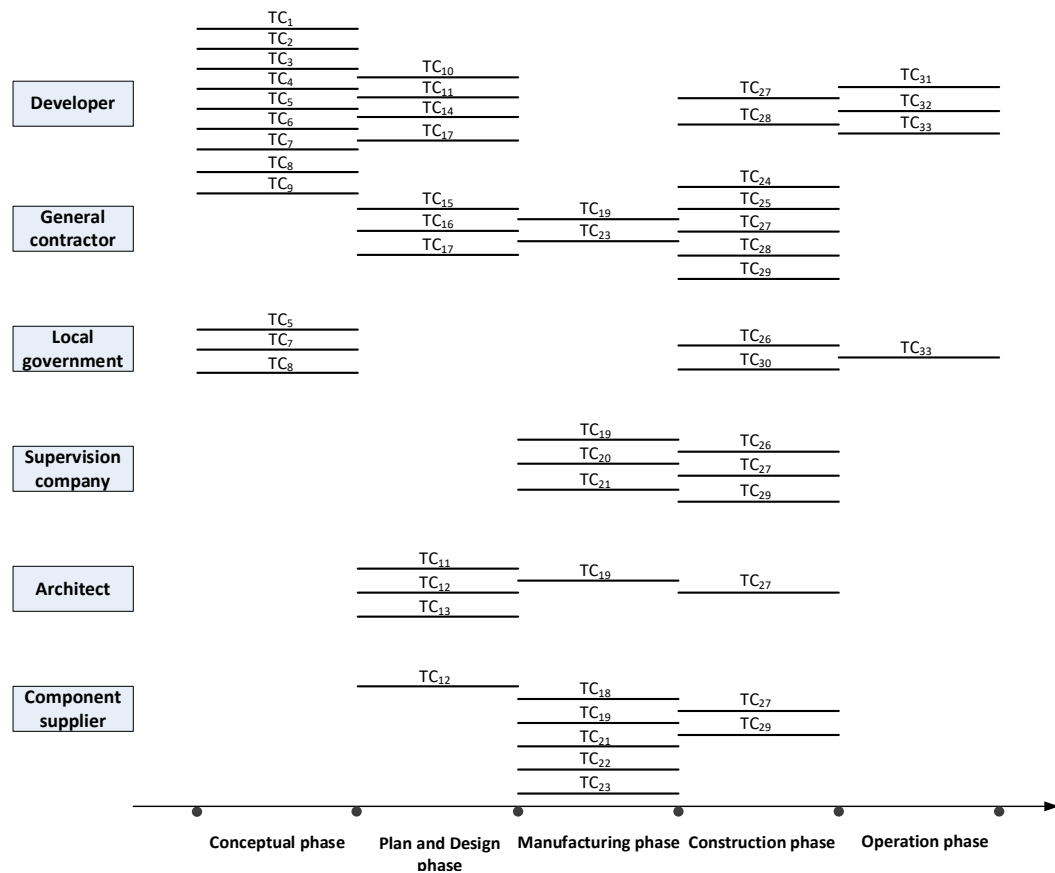 TC₁
TC₂
TC₃
TC₄
TC₅
TC₆
TC₇
TC₈
TC₉
TC₁₀
TC₁₁
TC₁₄
TC₁₇
TC₂₇
TC₂₈
TC₃₁
TC₃₂
TC₃₃
Developer
TC₁₅
TC₁₆
TC₁₇
TC₁₉
TC₂₃
TC₂₄
TC₂₅
TC₂₇
TC₂₈
TC₂₉
General
contractor
TC₅
TC₇
TC₈
TC₂₆
TC₃₀
TC₃₃
Local
government
TC₁₉
TC₂₀
TC₂₁
TC₂₆
TC₂₇
TC₂₉
Supervision
company
TC₁₁
TC₁₂
TC₁₃
TC₁₉
TC₂₇
Architect
TC₁₂
TC₁₈
TC₁₉
TC₂₁
TC₂₂
TC₂₃
TC₂₇
TC₂₉
Component
supplier
Conceptual phase
Plan and Design
phase
Manufacturing phase
Construction phase
Operation phase